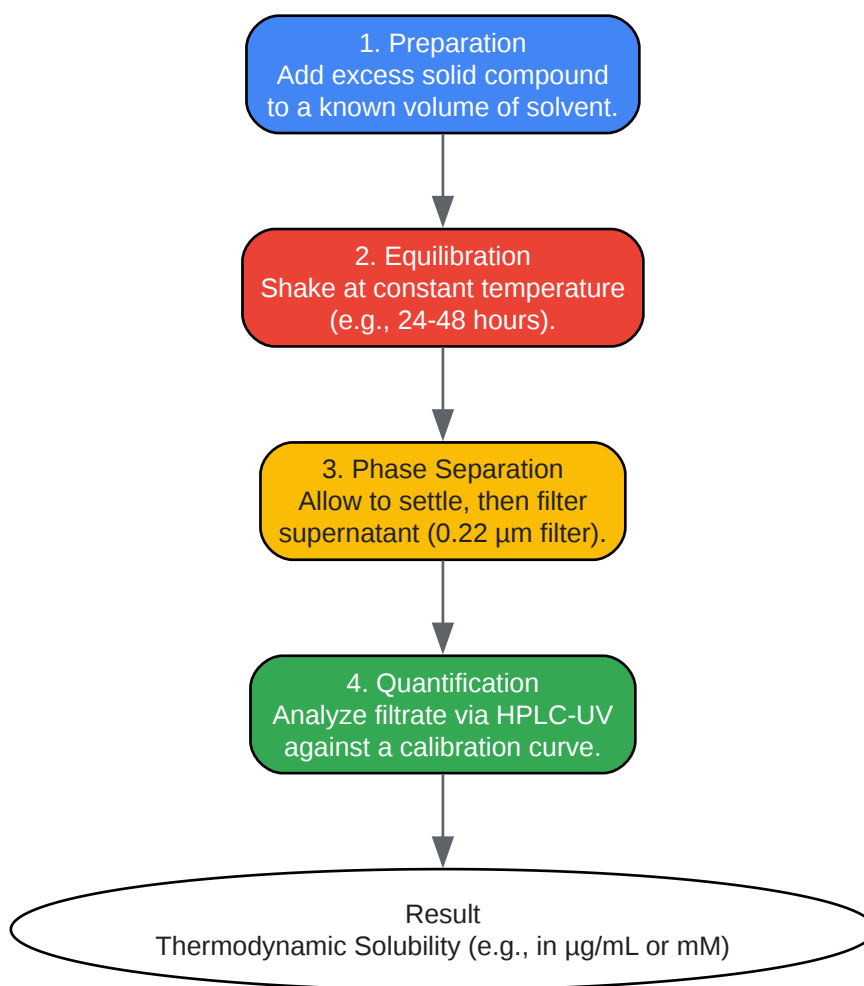 1. Preparation
Add excess solid compound
to a known volume of solvent.
2. Equilibration
Shake at constant temperature
(e.g., 24-48 hours).
3. Phase Separation
Allow to settle, then filter
supernatant (0.22 µm filter).
4. Quantification
Analyze filtrate via HPLC-UV
against a calibration curve.
Result
Thermodynamic Solubility (e.g., in µg/mL or mM)